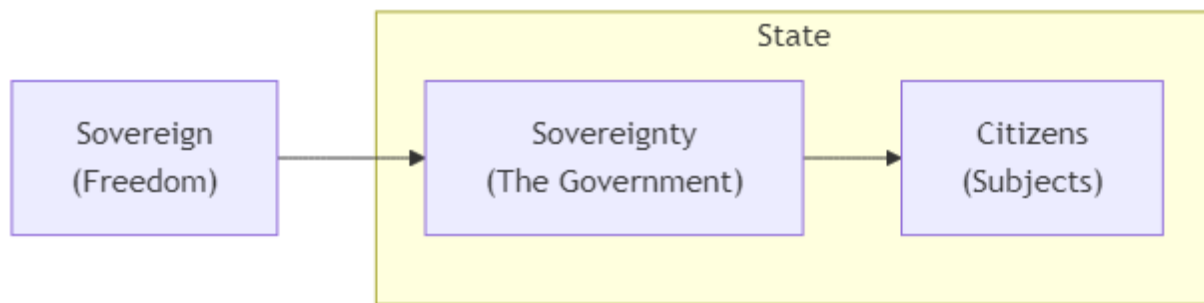 State
Sovereign
(Freedom)
Sovereignty
(The Government)
Citizens
(Subjects)